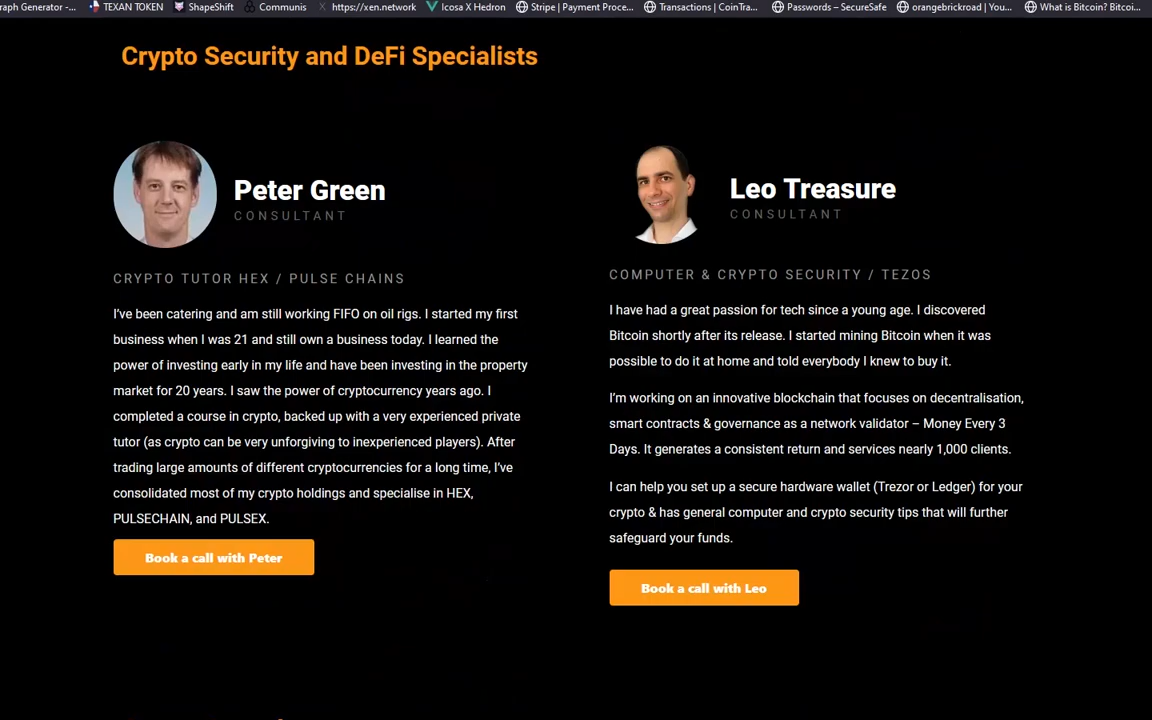 raph Generator -...
TEXAN TOKEN
ShapeShift
Communis
https://xen.network
Icosa X Hedron
Stripe | Payment Proce...
Transactions | CoinTra...
Passwords – SecureSafe
orangebrickroad | You...
What is Bitcoin? Bitcoi...
Crypto Security and DeFi Specialists
Peter Green
CONSULTANT
CRYPTO TUTOR HEX / PULSE CHAINS
I've been catering and am still working FIFO on oil rigs. I started my first
business when I was 21 and still own a business today. I learned the
power of investing early in my life and have been investing in the property
market for 20 years. I saw the power of cryptocurrency years ago. I
completed a course in crypto, backed up with a very experienced private
tutor (as crypto can be very unforgiving to inexperienced players). After
trading large amounts of different cryptocurrencies for a long time, I've
consolidated most of my crypto holdings and specialise in HEX,
PULSECHAIN, and PULSEX.
Book a call with Peter
Leo Treasure
CONSULTANT
COMPUTER & CRYPTO SECURITY / TEZOS
I have had a great passion for tech since a young age. I discovered
Bitcoin shortly after its release. I started mining Bitcoin when it was
possible to do it at home and told everybody I knew to buy it.
I'm working on an innovative blockchain that focuses on decentralisation,
smart contracts & governance as a network validator – Money Every 3
Days. It generates a consistent return and services nearly 1,000 clients.
I can help you set up a secure hardware wallet (Trezor or Ledger) for your
crypto & has general computer and crypto security tips that will further
safeguard your funds.
Book a call with Leo